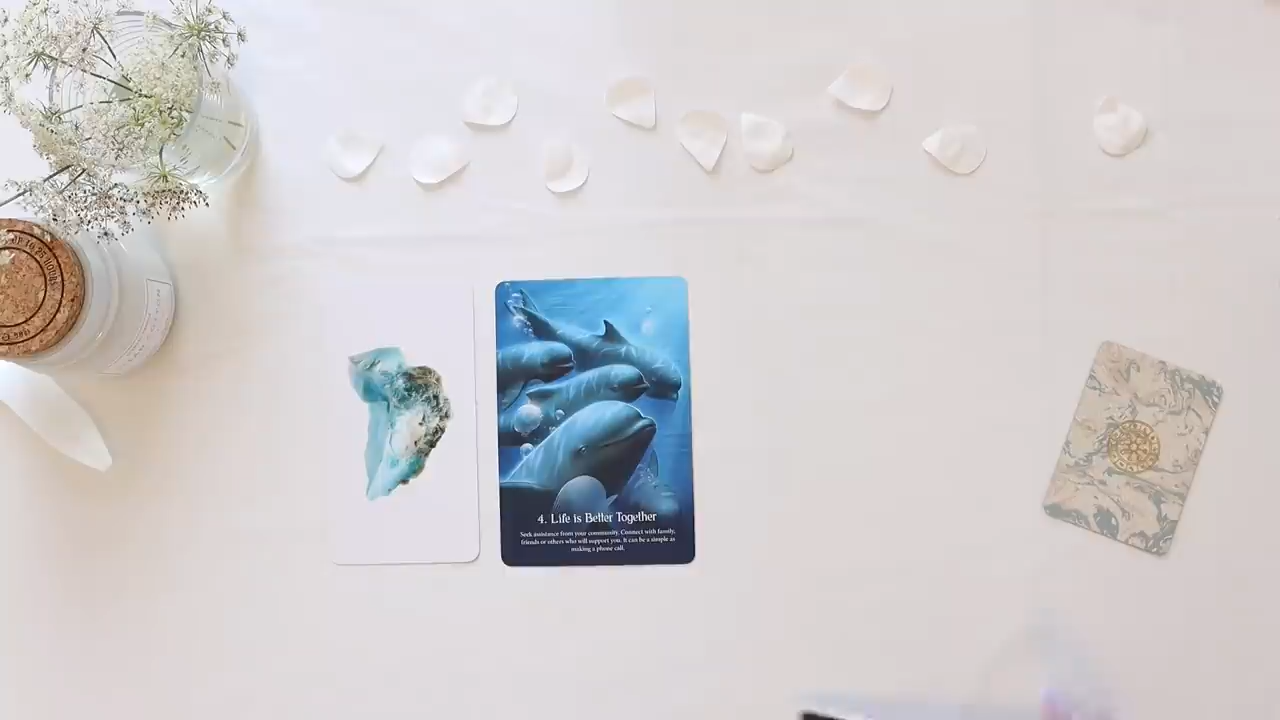 4. Life is Better Together
Seek assistance from your community. Connect with family,
friends or others who will support you. It can be a simple as
making a phone call.